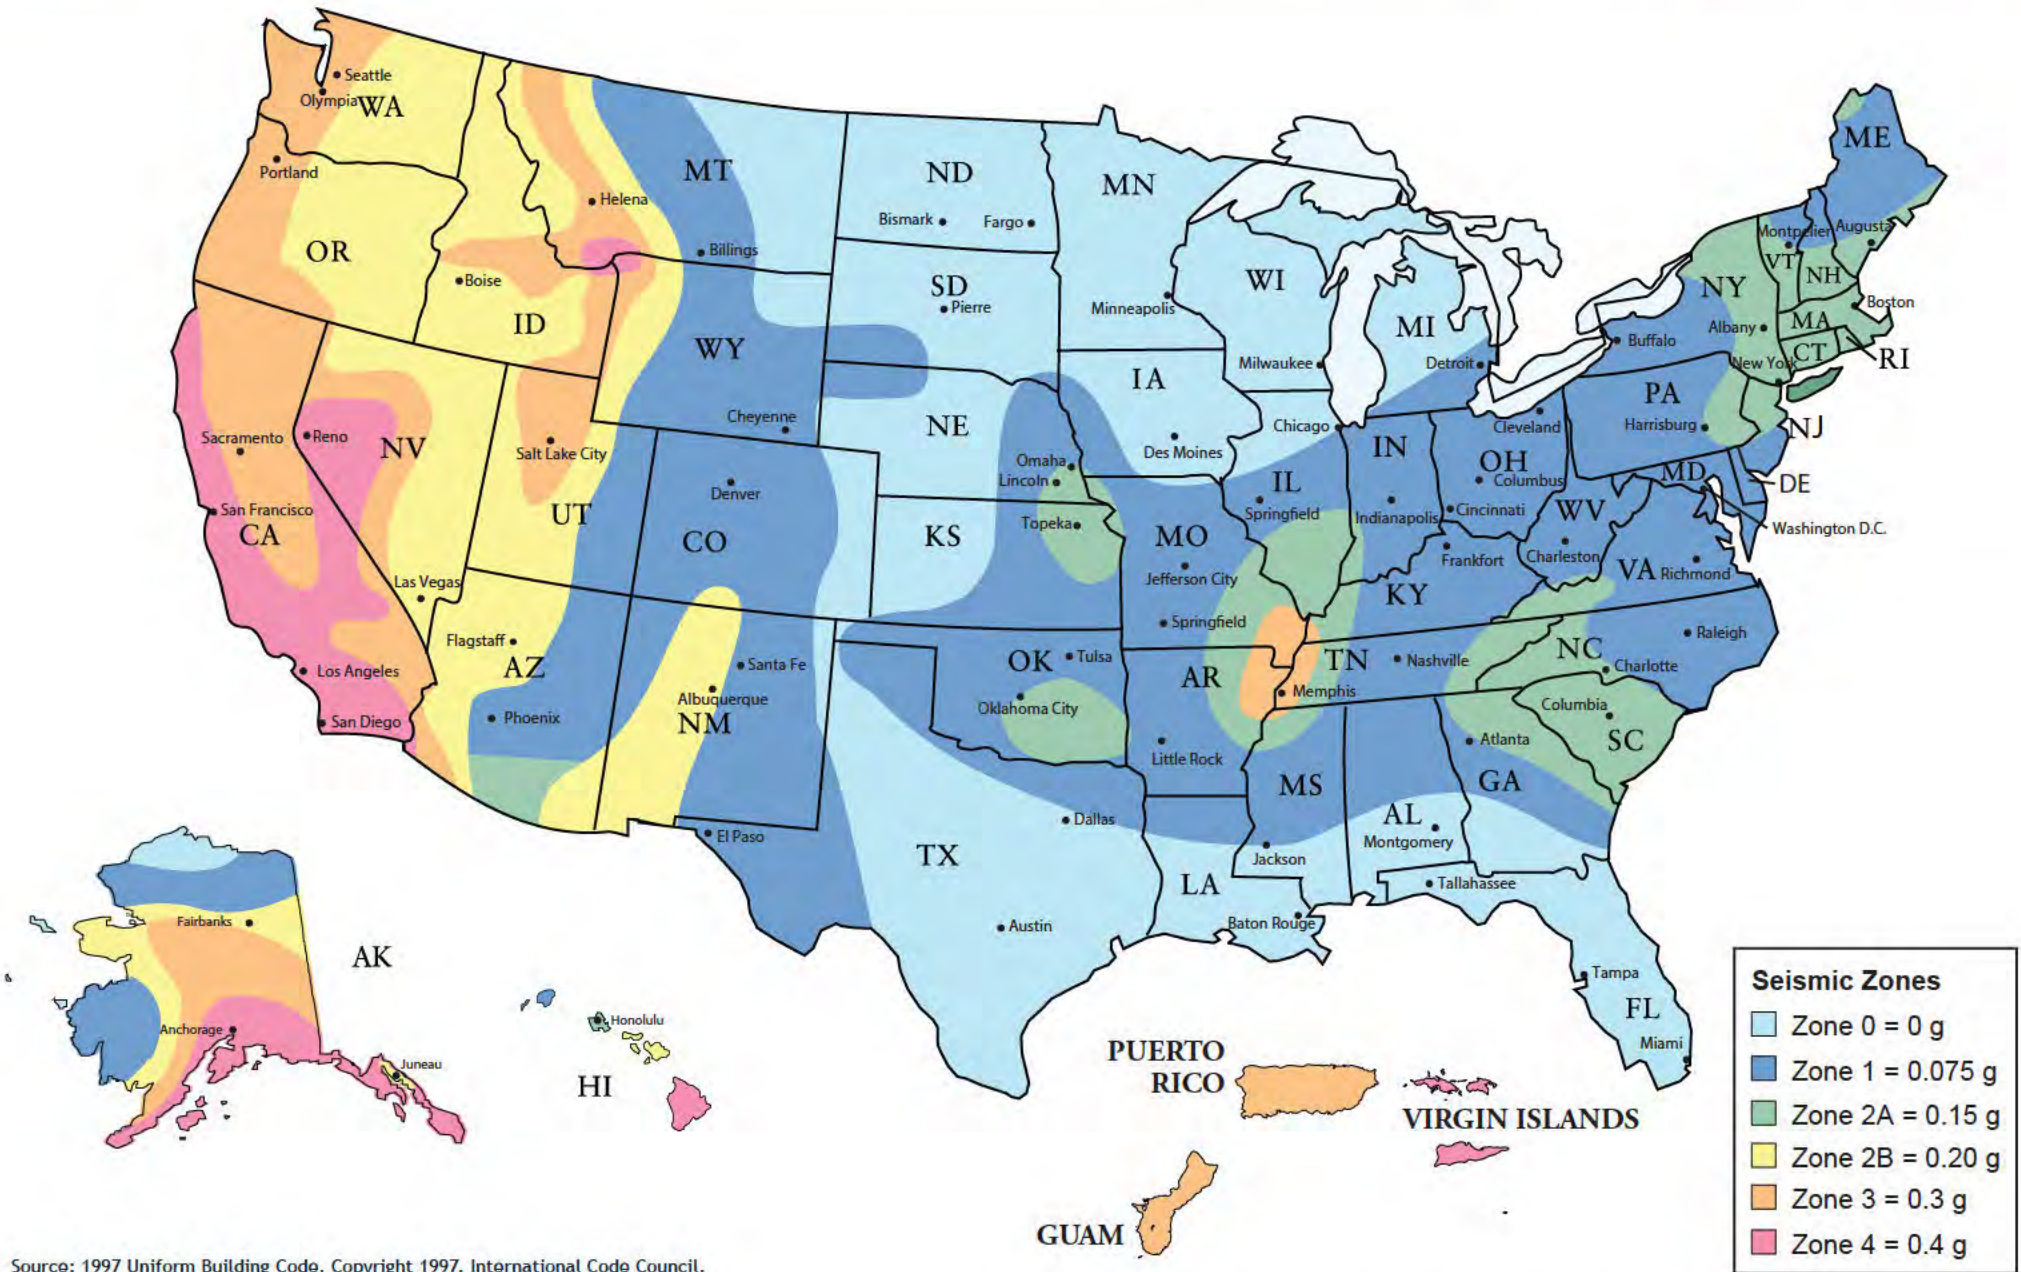 Seattle
Olympia
WA
Portland
OR
Helena
MT
Billings
Boise
ID
WY
Cheyenne
ND
Bismark
Fargo
SD
Pierre
MN
Minneapolis
WI
Milwaukee
MI
Detroit
ME
Augusta
Montpelier
VT
NH
NY
Boston
Albany
MA
CT
RI
New York
Buffalo
PA
Harrisburg
NJ
MD
DE
Washington D.C.
IA
Des Moines
Chicago
NE
Omaha
Lincoln
Sacramento
Reno
NV
Salt Lake City
UT
San Francisco
CA
Las Vegas
Denver
CO
KS
Topeka
MO
Jefferson City
Springfield
IL
Springfield
IN
Indianapolis
Cleveland
OH
Columbus
Cincinnati
WV
Charleston
Frankfort
KY
VA
Richmond
Flagstaff
AZ
Phoenix
Los Angeles
San Diego
Santa Fe
Albuquerque
NM
El Paso
OK
Tulsa
Oklahoma City
AR
Little Rock
TN
Nashville
Memphis
NC
Raleigh
Charlotte
Columbia
SC
Atlanta
GA
MS
Jackson
AL
Montgomery
Dallas
TX
Austin
LA
Baton Rouge
Tallahassee
Tampa
FL
Miami
Fairbanks
AK
Anchorage
Juneau
Honolulu
HI
PUERTO
RICO
VIRGIN ISLANDS
GUAM
Seismic Zones
Zone 0 = 0 g
Zone 1 = 0.075 g
Zone 2A = 0.15 g
Zone 2B = 0.20 g
Zone 3 = 0.3 g
Zone 4 = 0.4 g
Source: 1997 Uniform Building Code. Copyright 1997. International Code Council.